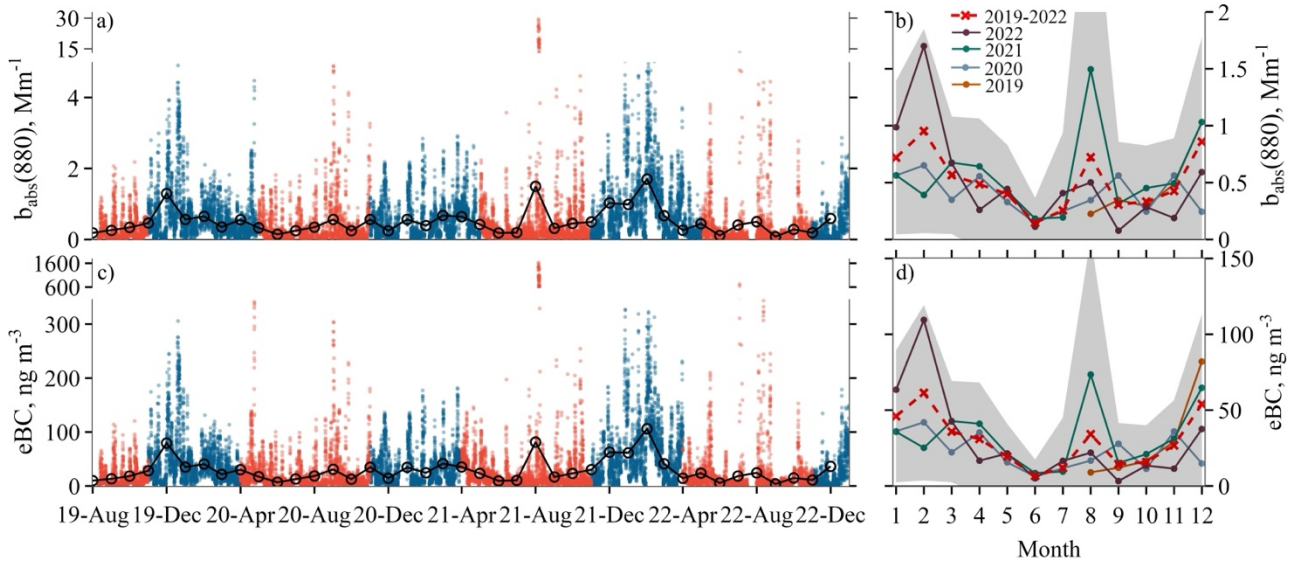 a)
30
15
4
2
0
b_abs(880), Mm⁻¹
b)
2019-2022
2022
2021
2020
2019
2
1.5
1
0.5
0
b_abs(880), Mm⁻¹
c)
1600
600
300
200
100
0
eBC, ng m⁻³
19-Aug 19-Dec 20-Apr 20-Aug 20-Dec 21-Apr 21-Aug 21-Dec 22-Apr 22-Aug 22-Dec
d)
150
100
50
0
eBC, ng m⁻³
1 2 3 4 5 6 7 8 9 10 11 12
Month